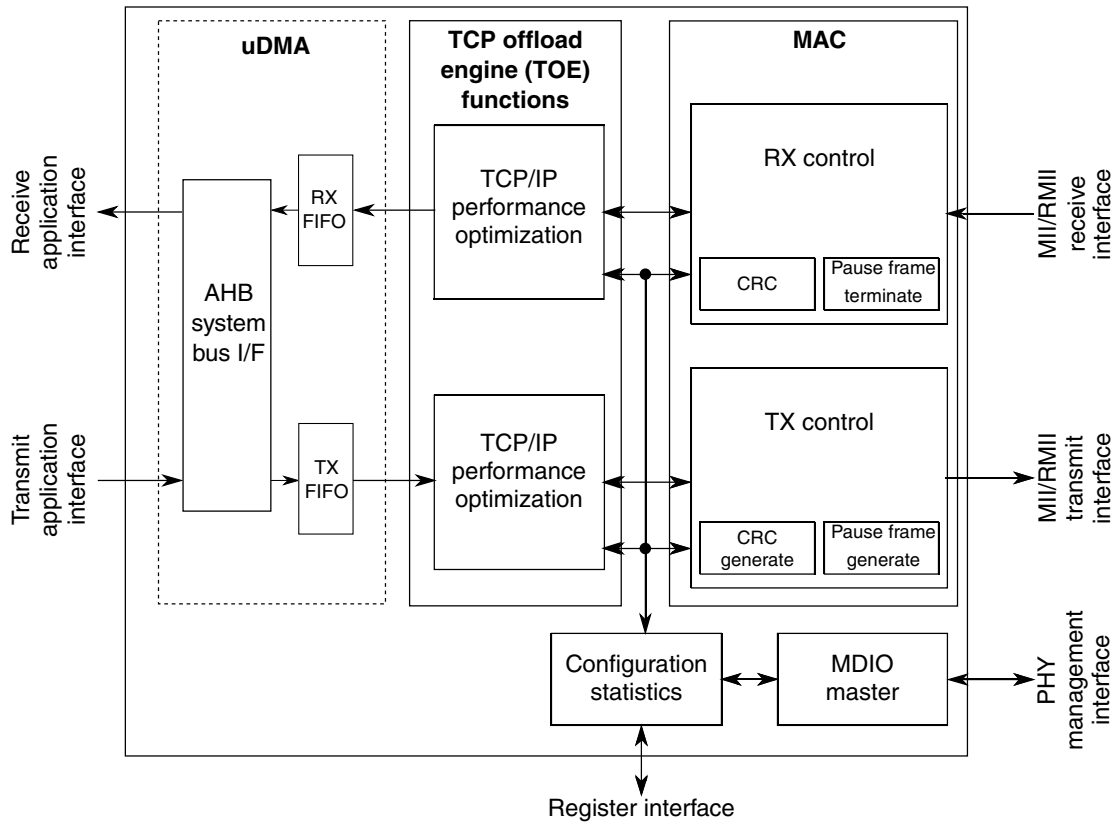 uDMA
TCP offload
engine (TOE)
functions
MAC
Receive
application
interface
RX
FIFO
TCP/IP
performance
optimization
RX control
CRC
Pause frame
terminate
MII/RMII
receive
interface
AHB
system
bus I/F
Transmit
application
interface
TX
FIFO
TCP/IP
performance
optimization
TX control
CRC
generate
Pause frame
generate
MII/RMII
transmit
interface
Configuration
statistics
MDIO
master
PHY
management
interface
Register interface